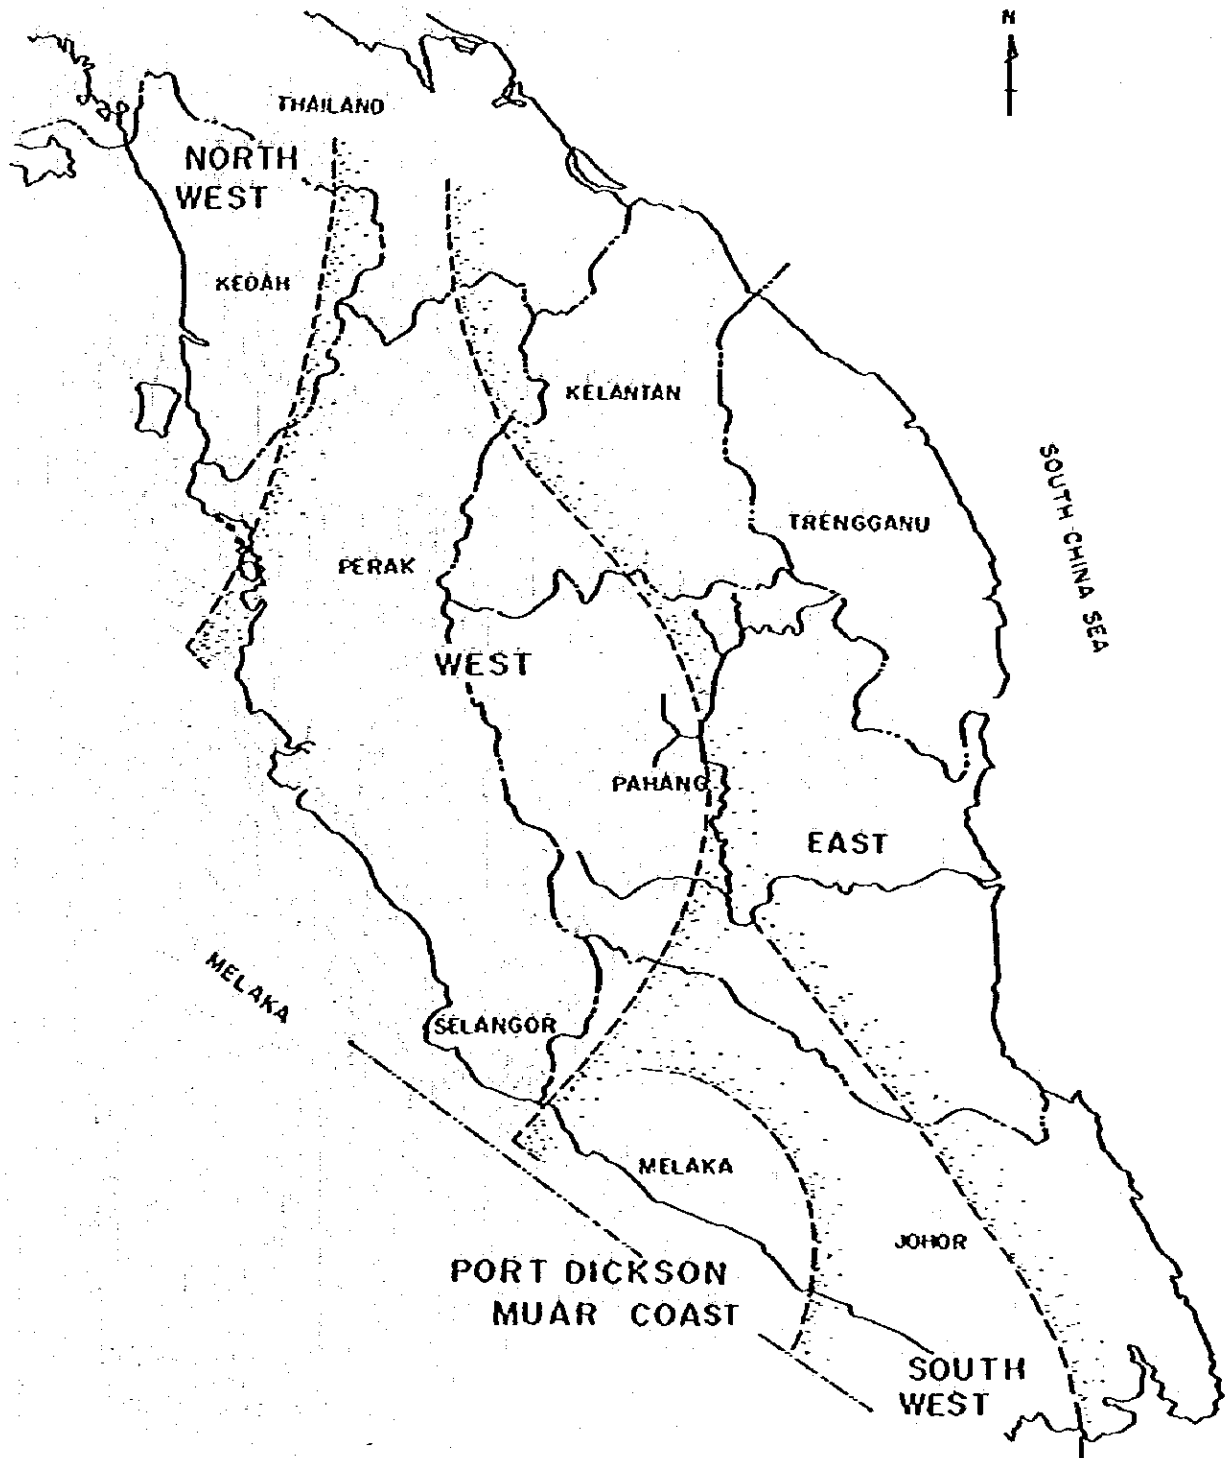 N
THAILAND
NORTH
WEST
KEDAH
KELANTAN
SOUTH CHINA SEA
TRENGGANU
PERAK
WEST
PAHANG
EAST
MELAKA
SELANGOR
MELAKA
JOHOR
PORT DICKSON
MUAR COAST
SOUTH
WEST